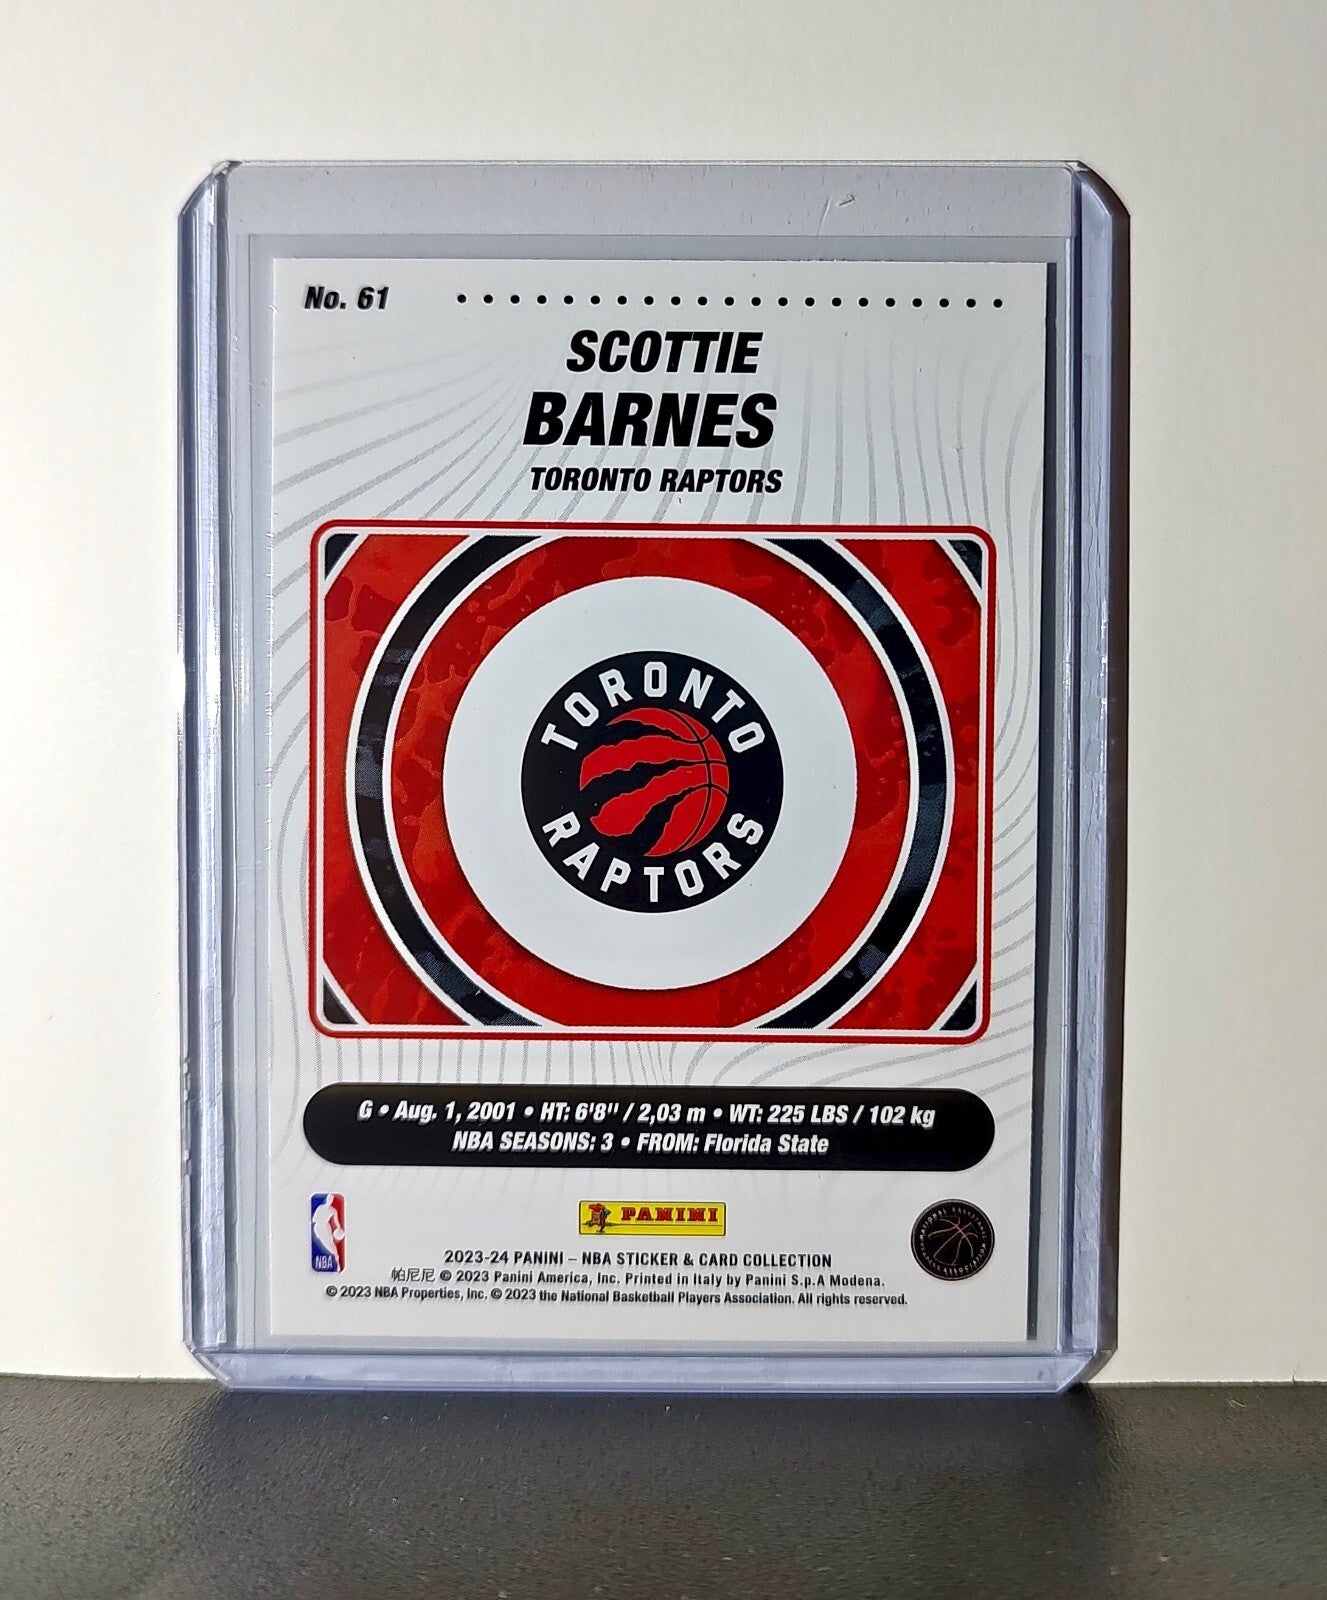 No. 61
SCOTTIE
BARNES
TORONTO RAPTORS
TORONTO
RAPTORS
G • Aug. 1, 2001 • HT: 6'8" / 2,03 m • WT: 225 LBS / 102 kg
NBA SEASONS: 3 • FROM: Florida State
NBA
PANINI
2023-24 PANINI – NBA STICKER & CARD COLLECTION
帕尼尼 © 2023 Panini America, Inc. Printed in Italy by Panini S.p.A Modena.
© 2023 NBA Properties, Inc. © 2023 the National Basketball Players Association. All rights reserved.